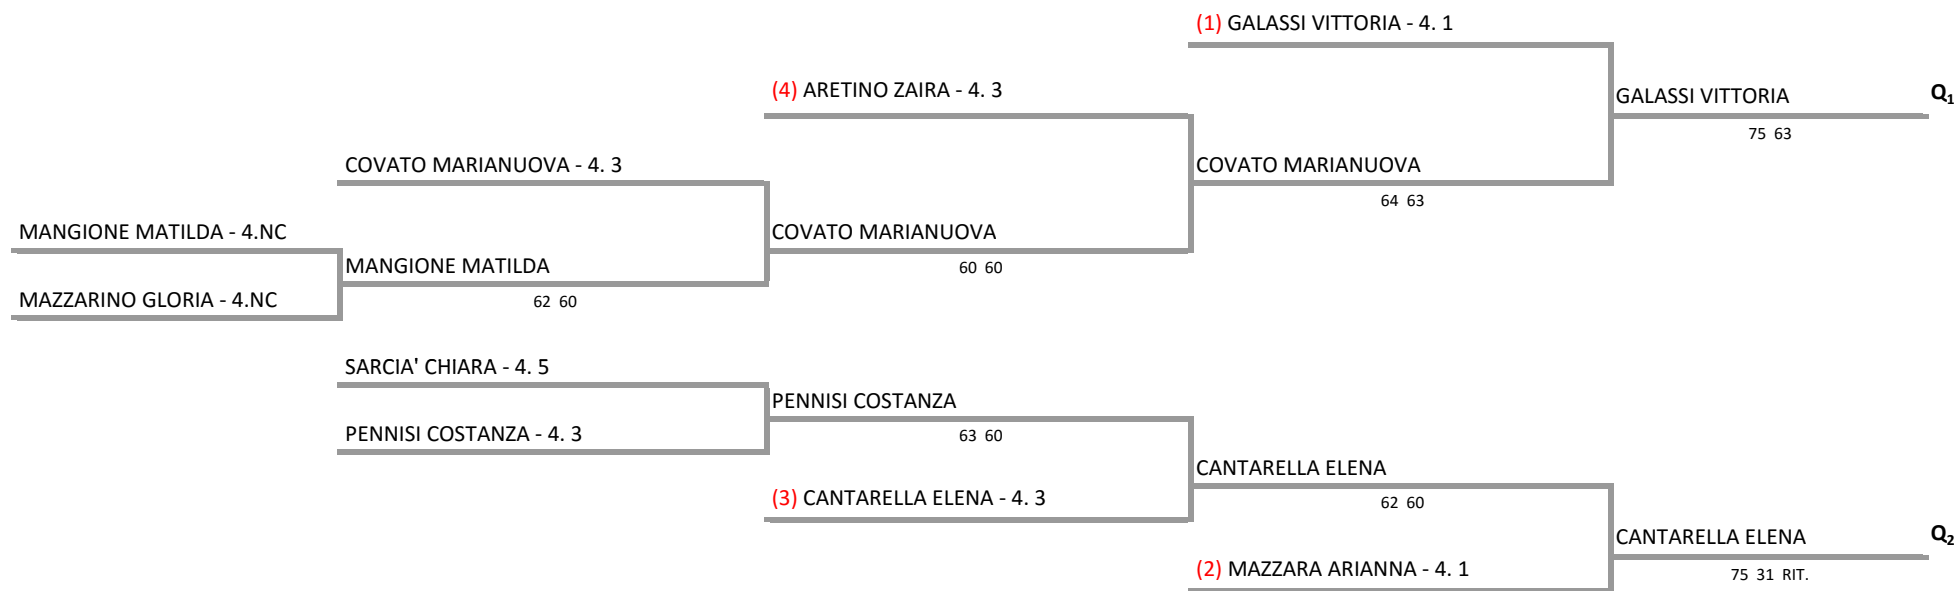 (1) GALASSI VITTORIA - 4. 1
(4) ARETINO ZAIRA - 4. 3
GALASSI VITTORIA
Q1
75 63
COVATO MARIANUOVA - 4. 3
COVATO MARIANUOVA
64 63
MANGIONE MATILDA - 4.NC
COVATO MARIANUOVA
MANGIONE MATILDA
60 60
MAZZARINO GLORIA - 4.NC
62 60
SARCIA' CHIARA - 4. 5
PENNISI COSTANZA
PENNISI COSTANZA - 4. 3
63 60
CANTARELLA ELENA
(3) CANTARELLA ELENA - 4. 3
62 60
CANTARELLA ELENA
Q2
(2) MAZZARA ARIANNA - 4. 1
75 31 RIT.